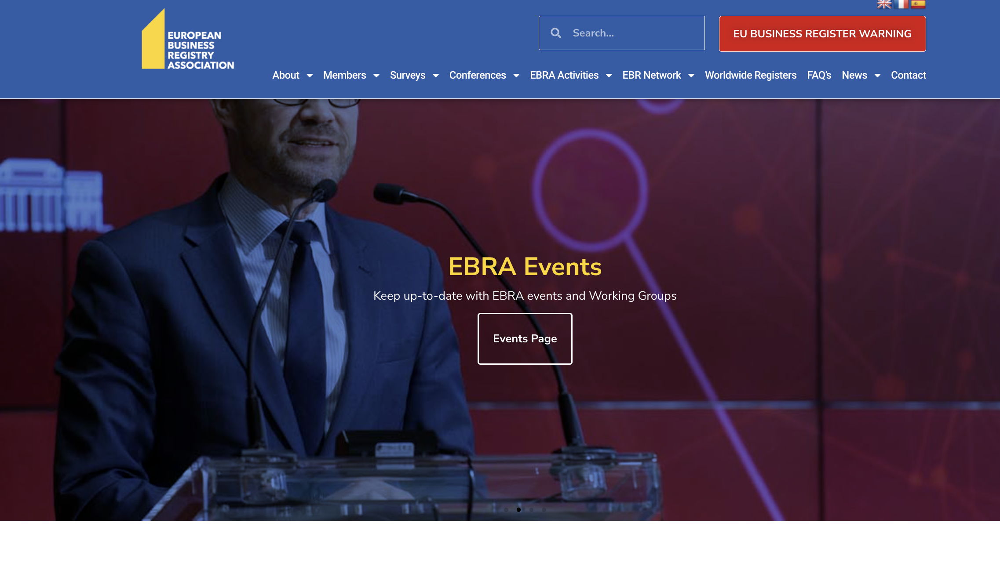 EUROPEAN
BUSINESS
REGISTRY
ASSOCIATION
Search...
EU BUSINESS REGISTER WARNING
About
Members
Surveys
Conferences
EBRA Activities
EBR Network
Worldwide Registers
FAQ’s
News
Contact
EBRA Events
Keep up-to-date with EBRA events and Working Groups
Events Page